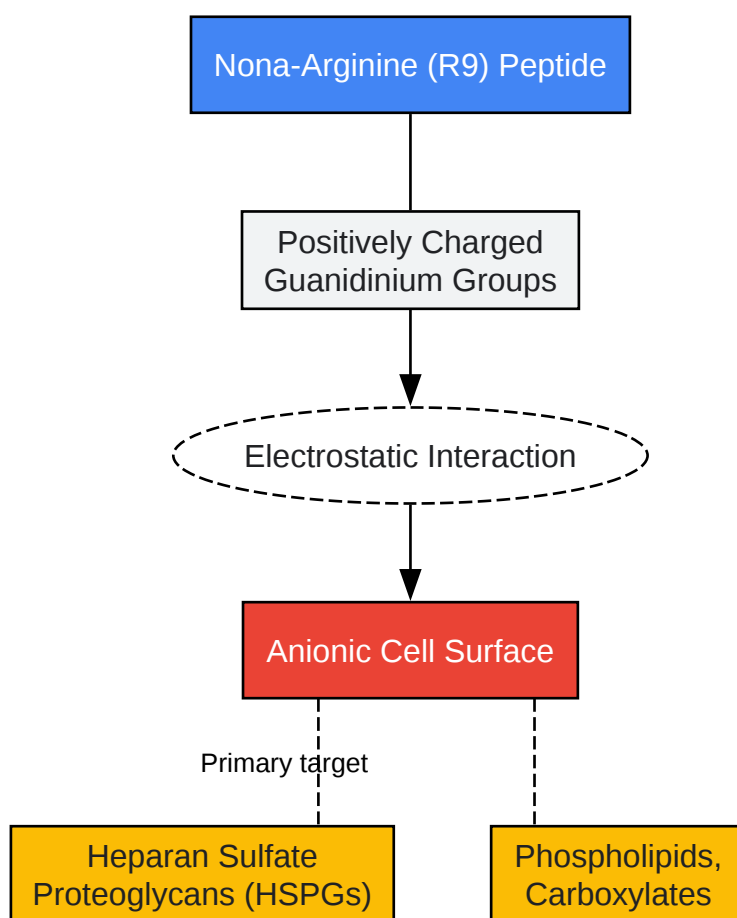 Nona-Arginine (R9) Peptide
Positively Charged
Guanidinium Groups
Electrostatic Interaction
Anionic Cell Surface
Primary target
Heparan Sulfate
Proteoglycans (HSPGs)
Phospholipids,
Carboxylates